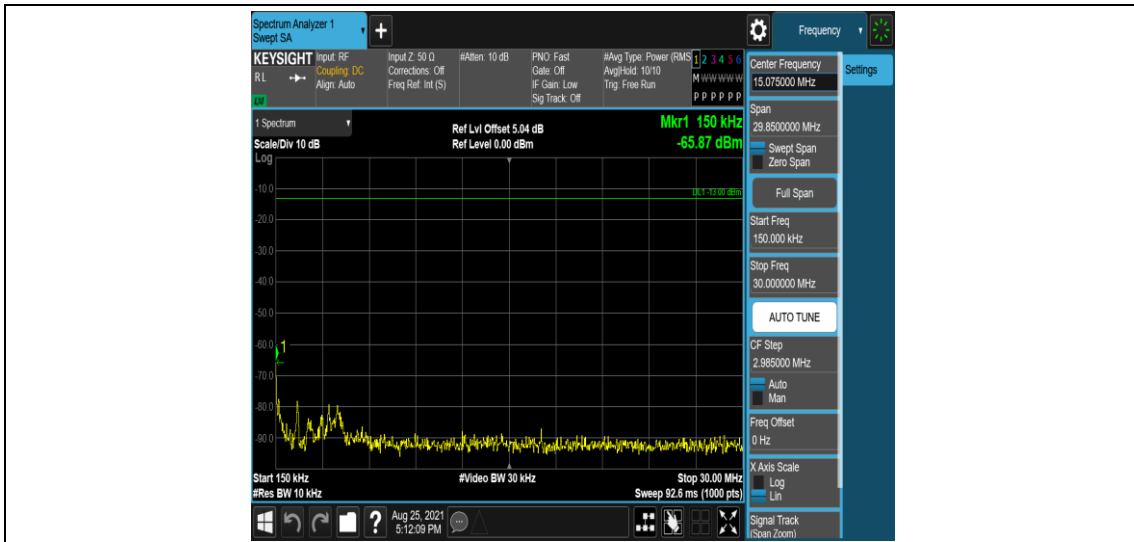 Spectrum Analyzer 1
Swept SA
+
Frequency
KEYSIGHT
RL
LXI
Input: RF
Coupling: DC
Align: Auto
Input Z: 50 Ω
Corrections: Off
Freq Ref: Int (S)
#Atten: 10 dB
PNO: Fast
Gate: Off
IF Gain: Low
Sig Track: Off
#Avg Type: Power (RMS
Avg|Hold: 10/10
Trig: Free Run
1 2 3 4 5 6
M W W W W W
P P P P P P
1 Spectrum
Scale/Div 10 dB
Log
Ref Lvl Offset 5.04 dB
Ref Level 0.00 dBm
Mkr1 150 kHz
-65.87 dBm
DL1 -13.00 dBm
-10.0
-20.0
-30.0
-40.0
-50.0
-60.0
1
-70.0
-80.0
-90.0
Start 150 kHz
#Video BW 30 kHz
Stop 30.00 MHz
#Res BW 10 kHz
Sweep 92.6 ms (1000 pts)
?
Aug 25, 2021
5:12:09 PM
Center Frequency
15.075000 MHz
Settings
Span
29.8500000 MHz
Swept Span
Zero Span
Full Span
Start Freq
150.000 kHz
Stop Freq
30.000000 MHz
AUTO TUNE
CF Step
2.985000 MHz
Auto
Man
Freq Offset
0 Hz
X Axis Scale
Log
Lin
Signal Track
(Span Zoom)